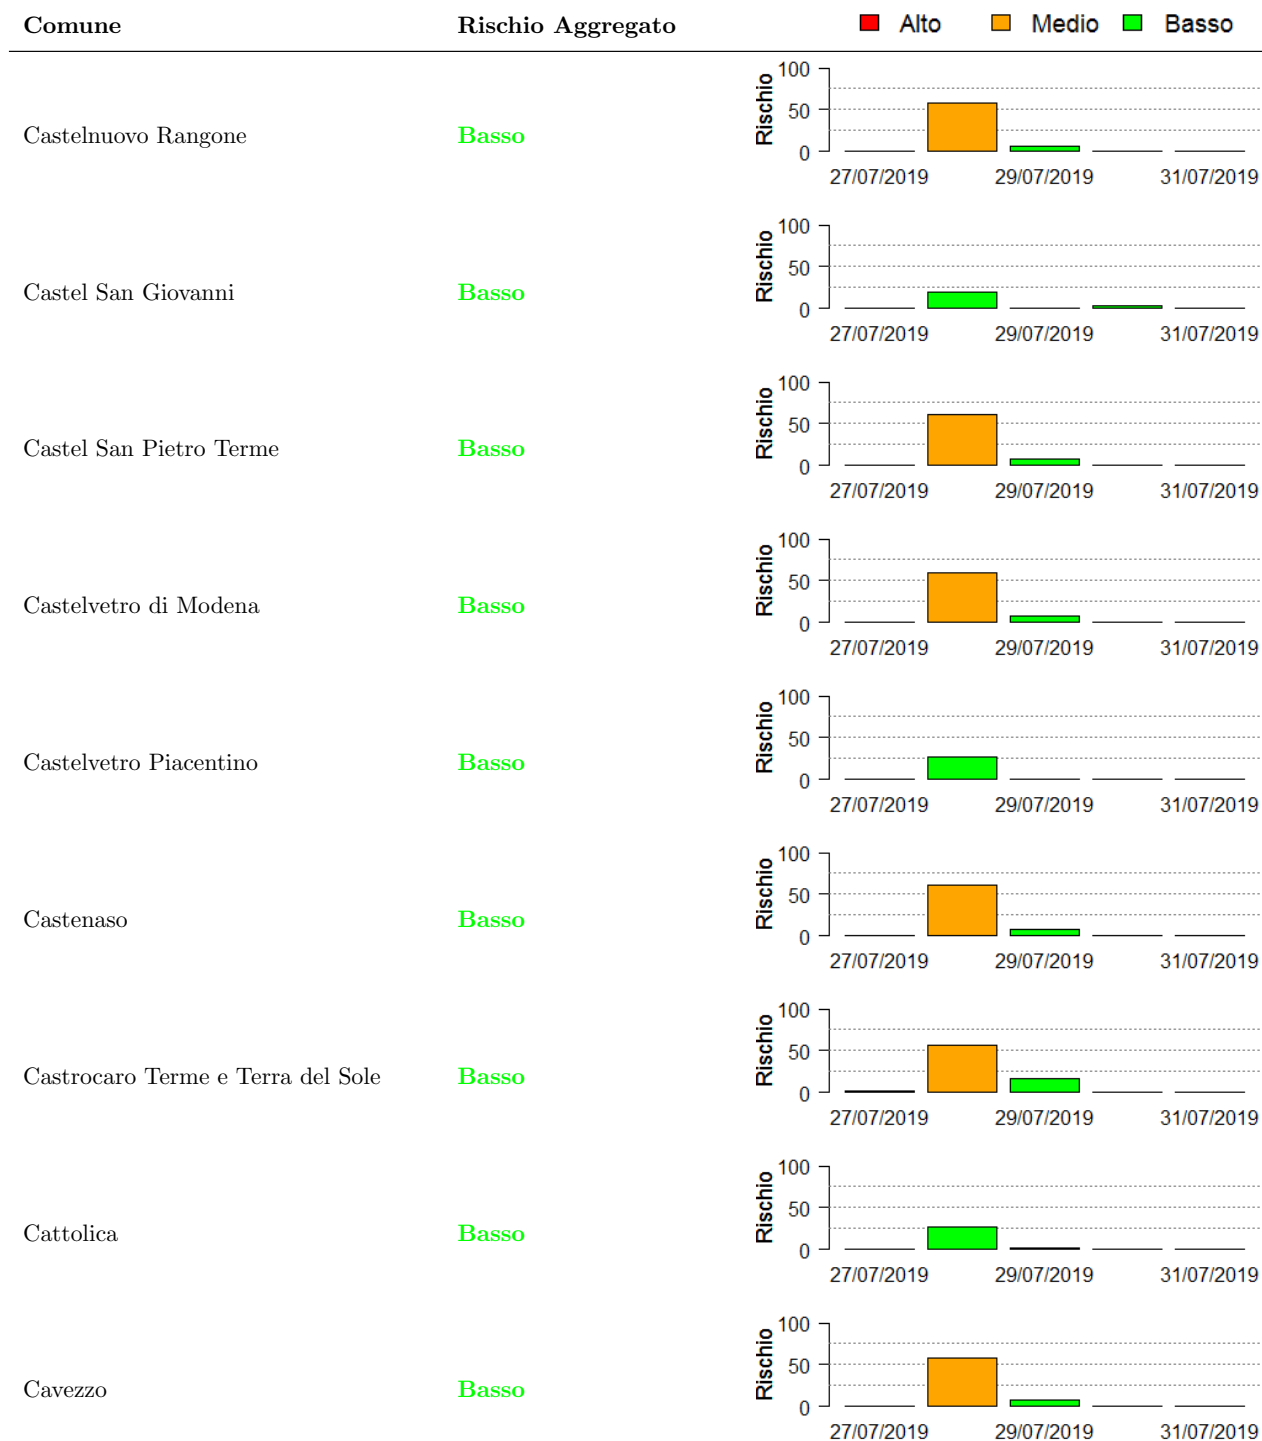 Comune Rischio Aggregato Alto Medio Basso
Castelnuovo Rangone Basso
Rischio
100
50
0
27/07/2019 29/07/2019 31/07/2019
Castel San Giovanni Basso
Rischio
100
50
0
27/07/2019 29/07/2019 31/07/2019
Castel San Pietro Terme Basso
Rischio
100
50
0
27/07/2019 29/07/2019 31/07/2019
Castelvetro di Modena Basso
Rischio
100
50
0
27/07/2019 29/07/2019 31/07/2019
Castelvetro Piacentino Basso
Rischio
100
50
0
27/07/2019 29/07/2019 31/07/2019
Castenaso Basso
Rischio
100
50
0
27/07/2019 29/07/2019 31/07/2019
Castrocaro Terme e Terra del Sole Basso
Rischio
100
50
0
27/07/2019 29/07/2019 31/07/2019
Cattolica Basso
Rischio
100
50
0
27/07/2019 29/07/2019 31/07/2019
Cavezzo Basso
Rischio
100
50
0
27/07/2019 29/07/2019 31/07/2019